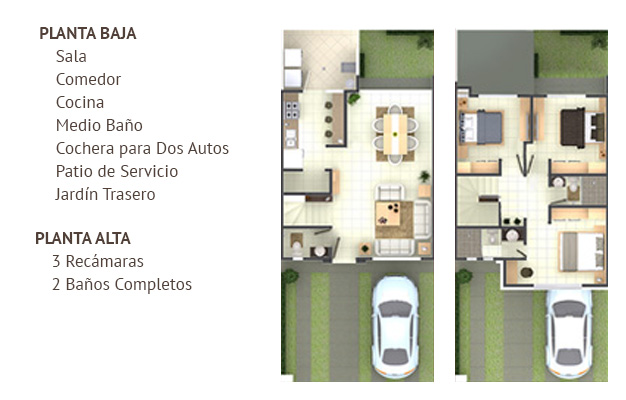 PLANTA BAJA
Sala
Comedor
Cocina
Medio Baño
Cochera para Dos Autos
Patio de Servicio
Jardín Trasero
PLANTA ALTA
3 Recámaras
2 Baños Completos